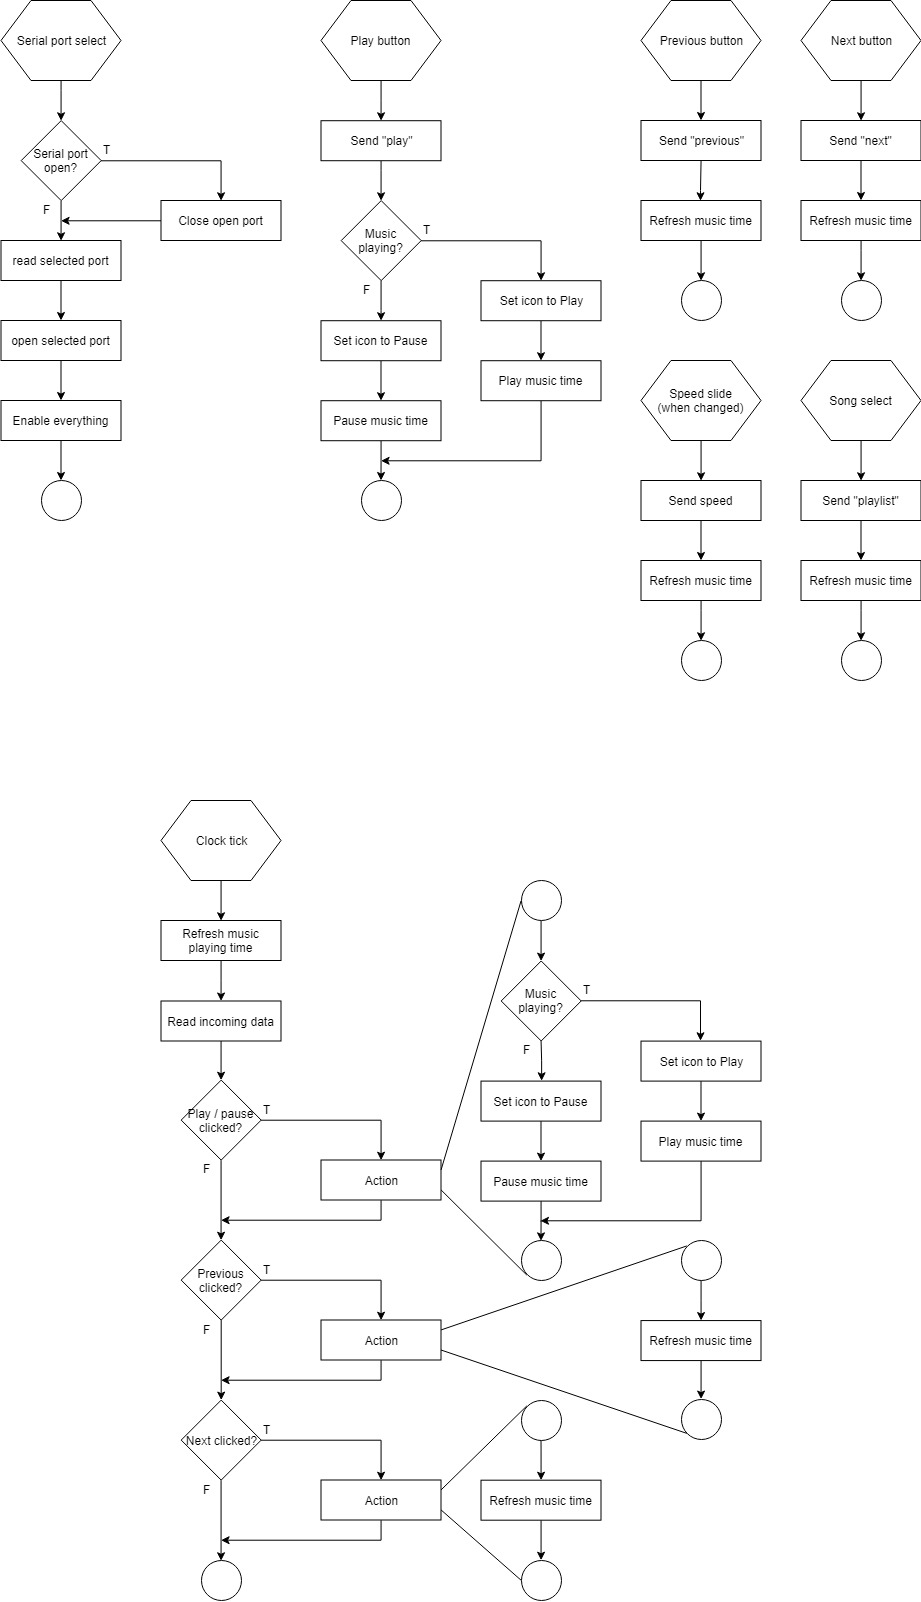 Serial port select
Serial port
open?
T
F
Close open port
read selected port
open selected port
Enable everything
Play button
Send "play"
Music
playing?
T
F
Set icon to Play
Set icon to Pause
Play music time
Pause music time
Previous button
Send "previous"
Refresh music time
Next button
Send "next"
Refresh music time
Speed slide
(when changed)
Send speed
Refresh music time
Song select
Send "playlist"
Refresh music time
Clock tick
Refresh music
playing time
Read incoming data
Play / pause
clicked?
T
F
Action
Music
playing?
T
F
Set icon to Play
Set icon to Pause
Play music time
Pause music time
Previous
clicked?
T
F
Action
Refresh music time
Next clicked?
T
F
Action
Refresh music time